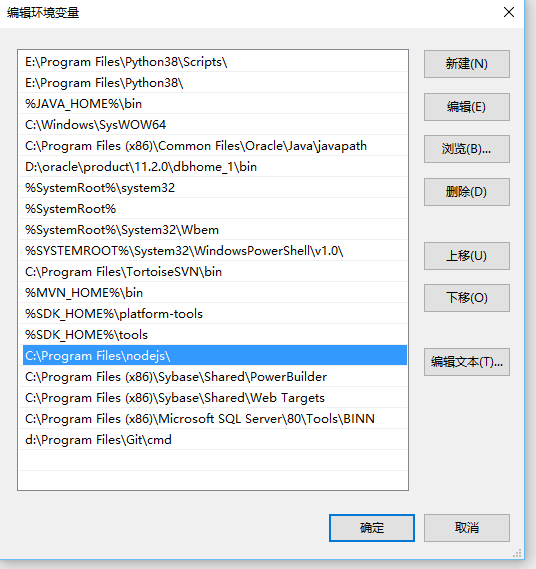 编辑环境变量
E:\Program Files\Python38\Scripts\
E:\Program Files\Python38\
%JAVA_HOME%\bin
C:\Windows\SysWOW64
C:\Program Files (x86)\Common Files\Oracle\Java\javapath
D:\oracle\product\11.2.0\dbhome_1\bin
%SystemRoot%\system32
%SystemRoot%
%SystemRoot%\System32\Wbem
%SYSTEMROOT%\System32\WindowsPowerShell\v1.0\
C:\Program Files\TortoiseSVN\bin
%MVN_HOME%\bin
%SDK_HOME%\platform-tools
%SDK_HOME%\tools
C:\Program Files\nodejs\
C:\Program Files (x86)\Sybase\Shared\PowerBuilder
C:\Program Files (x86)\Sybase\Shared\Web Targets
C:\Program Files (x86)\Microsoft SQL Server\80\Tools\BINN
d:\Program Files\Git\cmd
新建(N)
编辑(E)
浏览(B)...
删除(D)
上移(U)
下移(O)
编辑文本(T)...
确定
取消